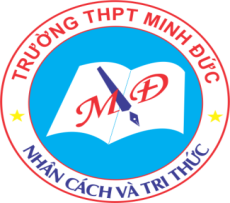 TRƯỜNG THPT MINH ĐỨC
MĐ
NHÂN CÁCH VÀ TRI THỨC